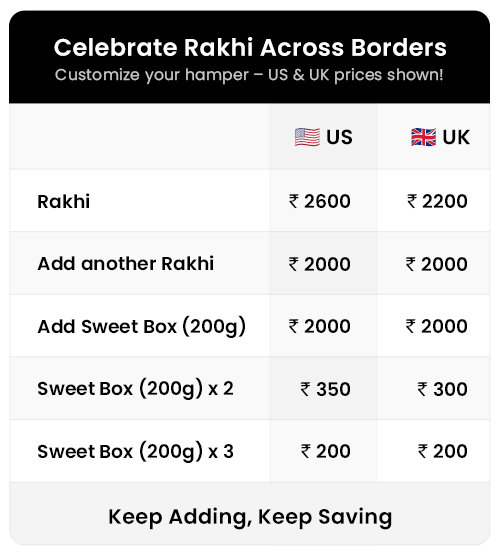 Celebrate Rakhi Across Borders
Customize your hamper – US & UK prices shown!
🇺🇸 US 🇬🇧 UK
Rakhi ₹ 2600 ₹ 2200
Add another Rakhi ₹ 2000 ₹ 2000
Add Sweet Box (200g) ₹ 2000 ₹ 2000
Sweet Box (200g) x 2 ₹ 350 ₹ 300
Sweet Box (200g) x 3 ₹ 200 ₹ 200
Keep Adding, Keep Saving